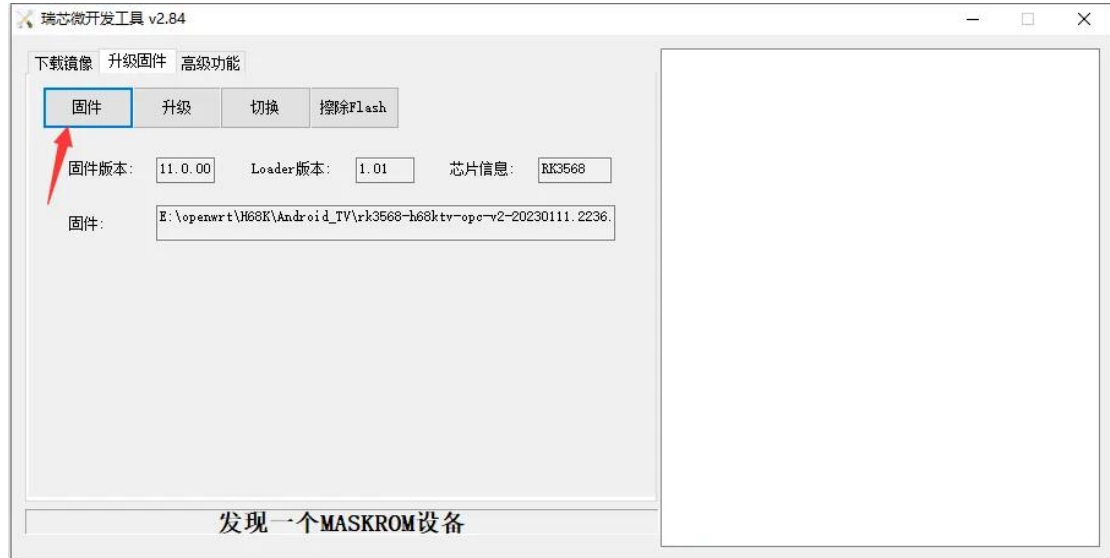 瑞芯微开发工具 v2.84
下载镜像 升级固件 高级功能
固件 升级 切换 擦除Flash
固件版本: 11.0.00 Loader版本: 1.01 芯片信息: RK3568
固件: E:\openwrt\H68K\Android_TV\rk3568-h68ktv-opc-v2-20230111.2236.
发现一个MASKROM设备